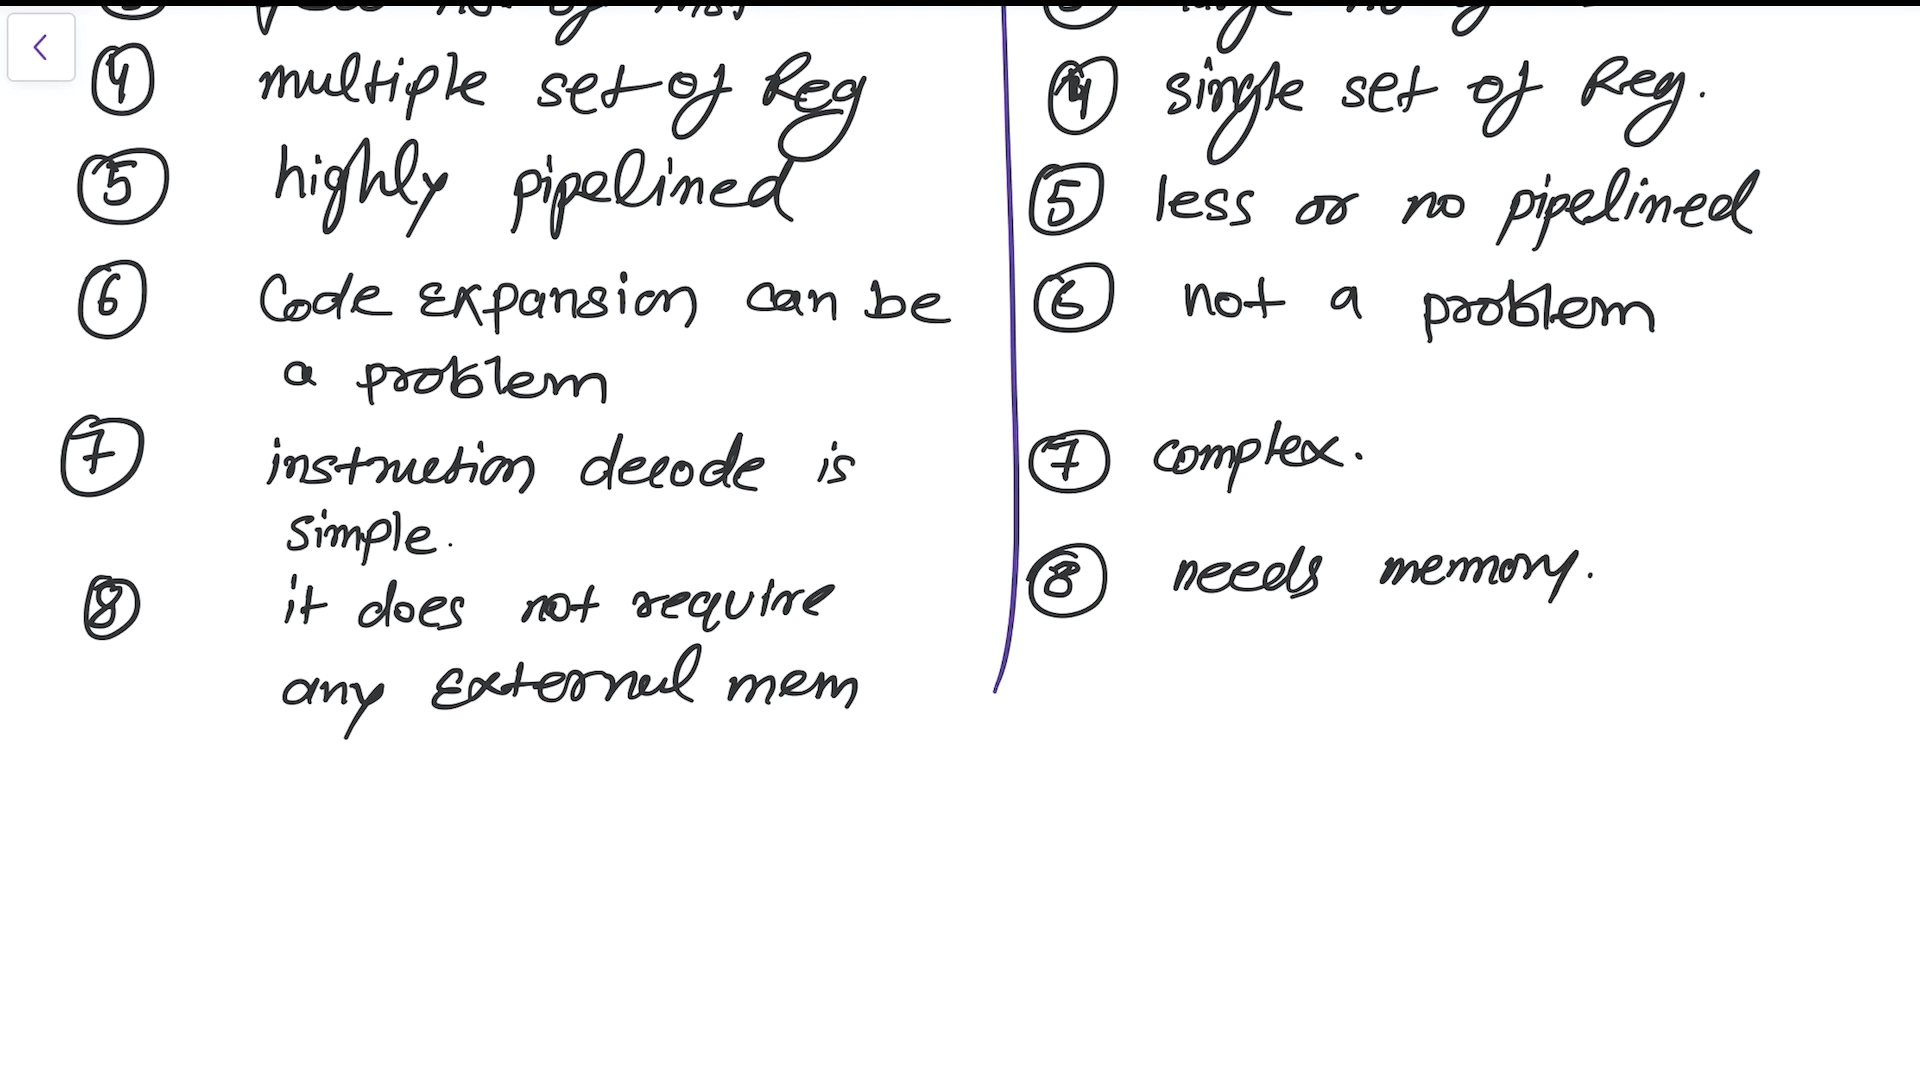 ④ multiple set of Reg
⑤ highly pipelined
⑥ Code Expansion can be
a problem
⑦ instruction decode is
simple.
⑧ it does not require
any External mem
④ single set of Reg.
⑤ less or no pipelined
⑥ not a problem
⑦ complex.
⑧ needs memory.